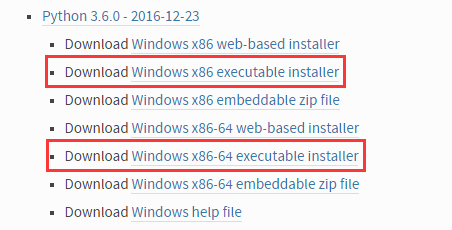 Python 3.6.0 - 2016-12-23
Download Windows x86 web-based installer
Download Windows x86 executable installer
Download Windows x86 embeddable zip file
Download Windows x86-64 web-based installer
Download Windows x86-64 executable installer
Download Windows x86-64 embeddable zip file
Download Windows help file